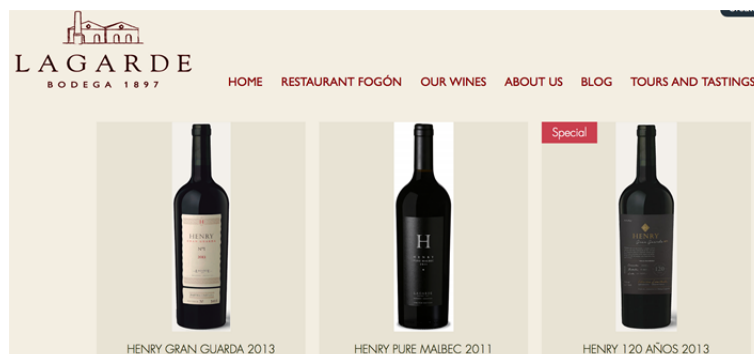 LAGARDE
BODEGA 1897
HOME RESTAURANT FOGÓN OUR WINES ABOUT US BLOG TOURS AND TASTINGS
Special
HENRY
H
HENRY
HENRY
HENRY GRAN GUARDA 2013 HENRY PURE MALBEC 2011 HENRY 120 AÑOS 2013